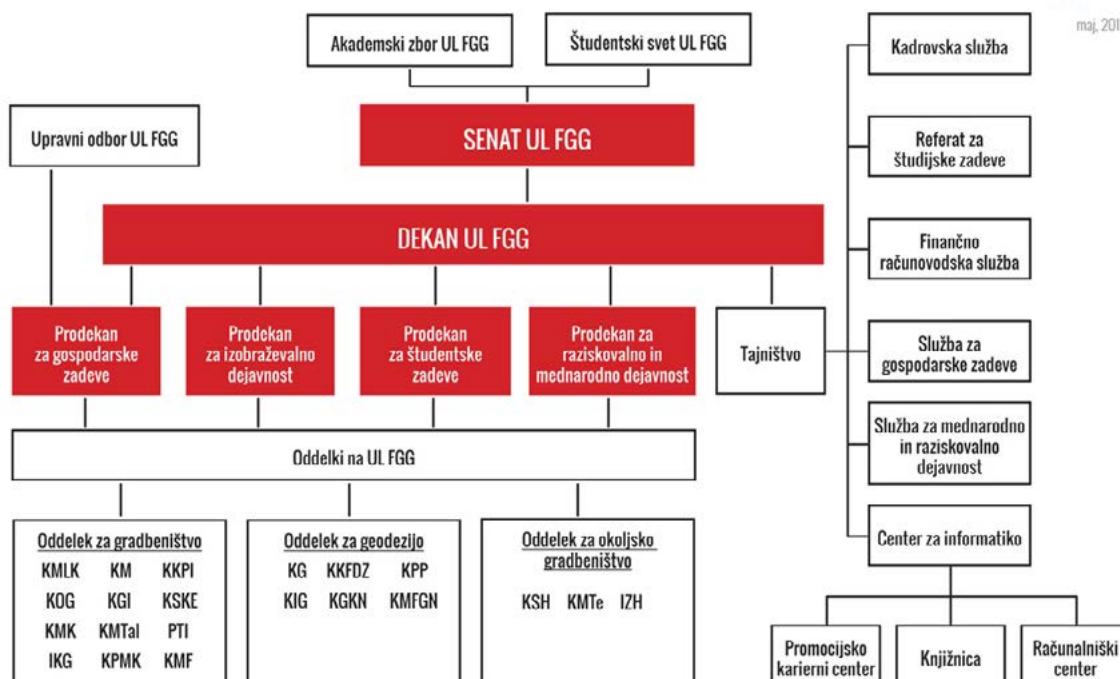 maj, 201
Akademski zbor UL FGG
Študentski svet UL FGG
Kadrovska služba
Upravni odbor UL FGG
SENAT UL FGG
Referat za
študijske zadeve
DEKAN UL FGG
Finančno
računovodska služba
Prodekan
za gospodarske
zadeve
Prodekan
za izobraževalno
dejavnost
Prodekan
za študentske
zadeve
Prodekan za
raziskovalno in
mednarodno dejavnost
Tajništvo
Služba za
gospodarske zadeve
Služba za mednarodno
in raziskovalno
dejavnost
Oddelki na UL FGG
Center za informatiko
Oddelek za gradbeništvo
KMLK KM KKPI
KOG KGI KSKE
KMK KMTal PTI
IKG KPMK KMF
Oddelek za geodezijo
KG KKFDZ KPP
KIG KGKN KMFGN
Oddelek za okoljsko
gradbeništvo
KSH KMTe IZH
Promocijsko
karierni center
Knjižnica
Računalniški
center